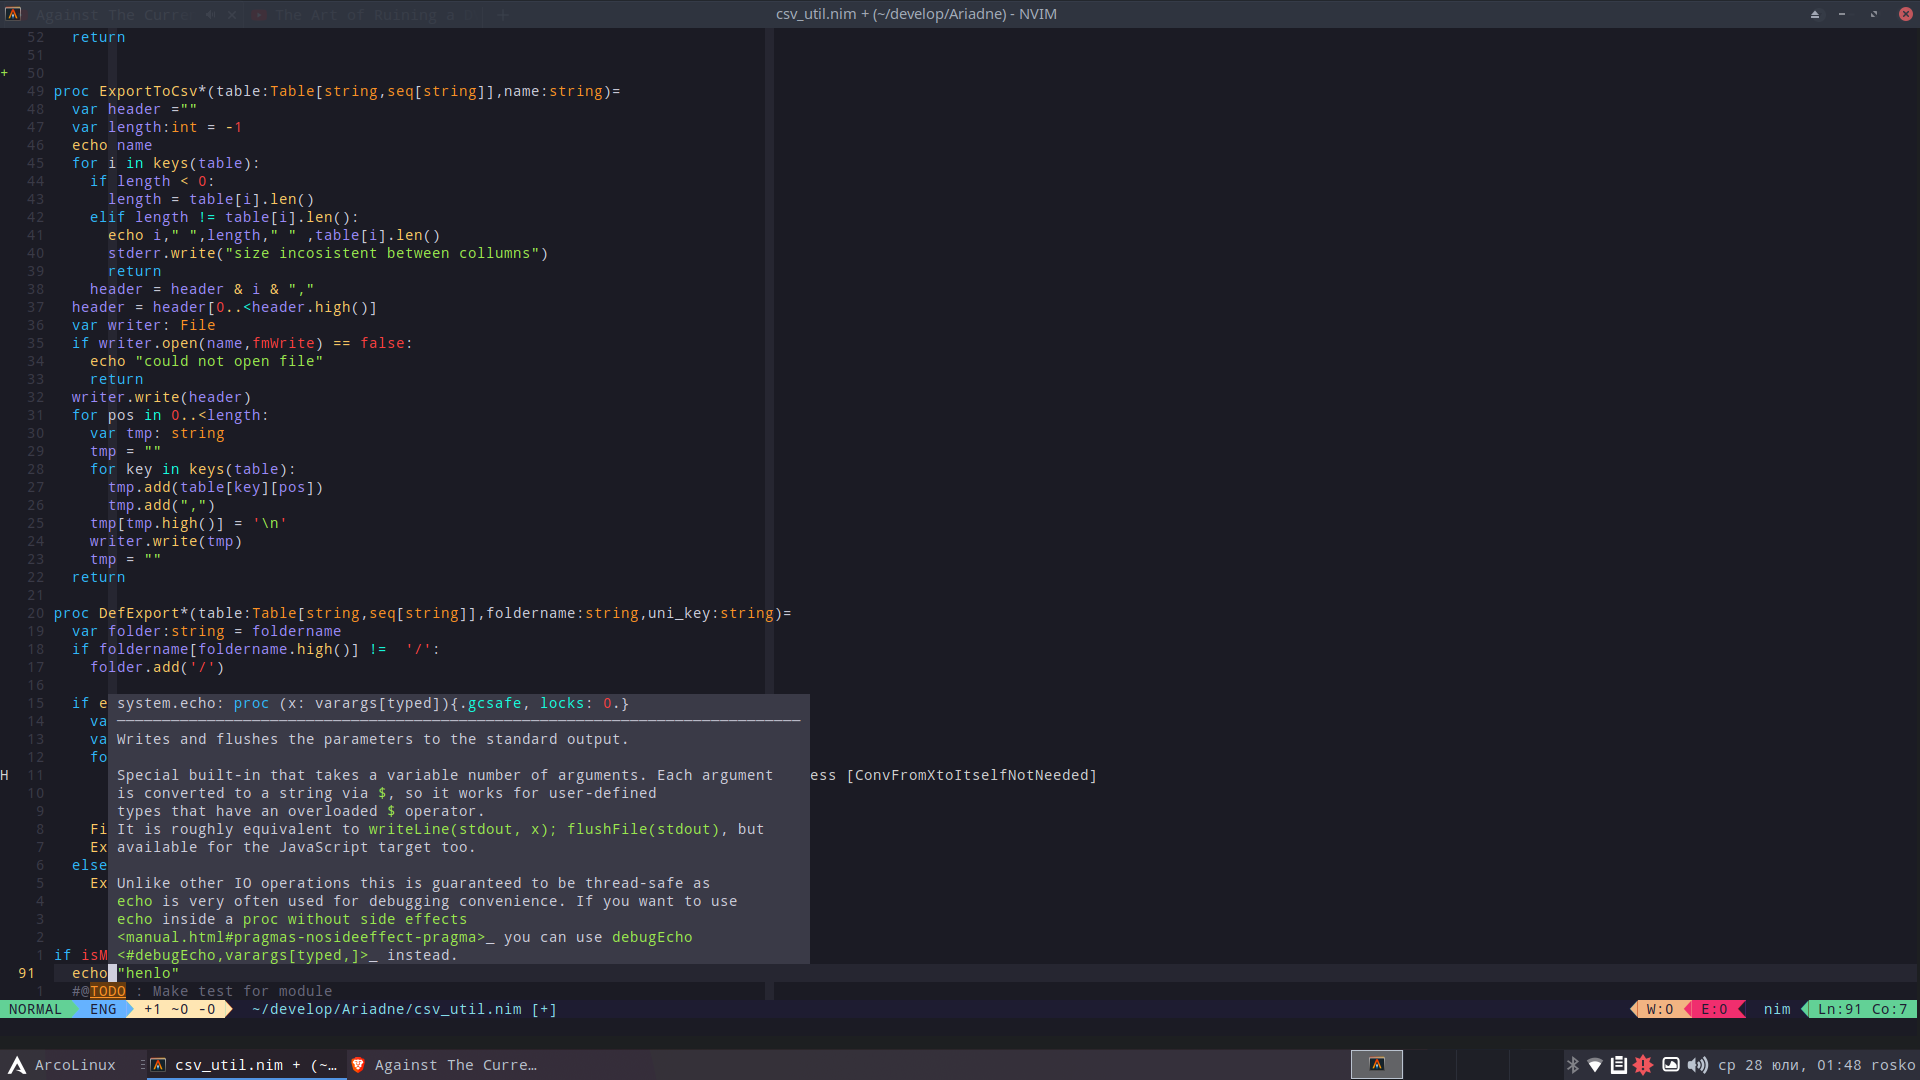 Against The Curre
The Art of Ruining a
csv_util.nim + (~/develop/Ariadne) - NVIM
52 return
51
+ 50
49 proc ExportToCsv*(table:Table[string,seq[string]],name:string)=
48 var header =""
47 var length:int = -1
46 echo name
45 for i in keys(table):
44 if length < 0:
43 length = table[i].len()
42 elif length != table[i].len():
41 echo i," ",length," " ,table[i].len()
40 stderr.write("size incosistent between collumns")
39 return
38 header = header & i & ","
37 header = header[0..<header.high()]
36 var writer: File
35 if writer.open(name,fmWrite) == false:
34 echo "could not open file"
33 return
32 writer.write(header)
31 for pos in 0..<length:
30 var tmp: string
29 tmp = ""
28 for key in keys(table):
27 tmp.add(table[key][pos])
26 tmp.add(",")
25 tmp[tmp.high()] = '\n'
24 writer.write(tmp)
23 tmp = ""
22 return
21
20 proc DefExport*(table:Table[string,seq[string]],foldername:string,uni_key:string)=
19 var folder:string = foldername
18 if foldername[foldername.high()] != '/':
17 folder.add('/')
16
15 if e system.echo: proc (x: varargs[typed]){.gcsafe, locks: 0.}
14 va
13 va Writes and flushes the parameters to the standard output.
12 fo
H 11 Special built-in that takes a variable number of arguments. Each argument ess [ConvFromXtoItselfNotNeeded]
10 is converted to a string via $, so it works for user-defined
9 types that have an overloaded $ operator.
8 Fi It is roughly equivalent to writeLine(stdout, x); flushFile(stdout), but
7 Ex available for the JavaScript target too.
6 else
5 Ex Unlike other IO operations this is guaranteed to be thread-safe as
4 echo is very often used for debugging convenience. If you want to use
3 echo inside a proc without side effects
2 <manual.html#pragmas-nosideeffect-pragma>_ you can use debugEcho
1 if isM <#debugEcho,varargs[typed,]>_ instead.
91 echo "henlo"
1 #@TODO : Make test for module
NORMAL ENG +1 ~0 -0 ~/develop/Ariadne/csv_util.nim [+] W:0 E:0 nim Ln:91 Co:7
ArcoLinux csv_util.nim + (~… Against The Curre… ср 28 юли, 01:48 rosko